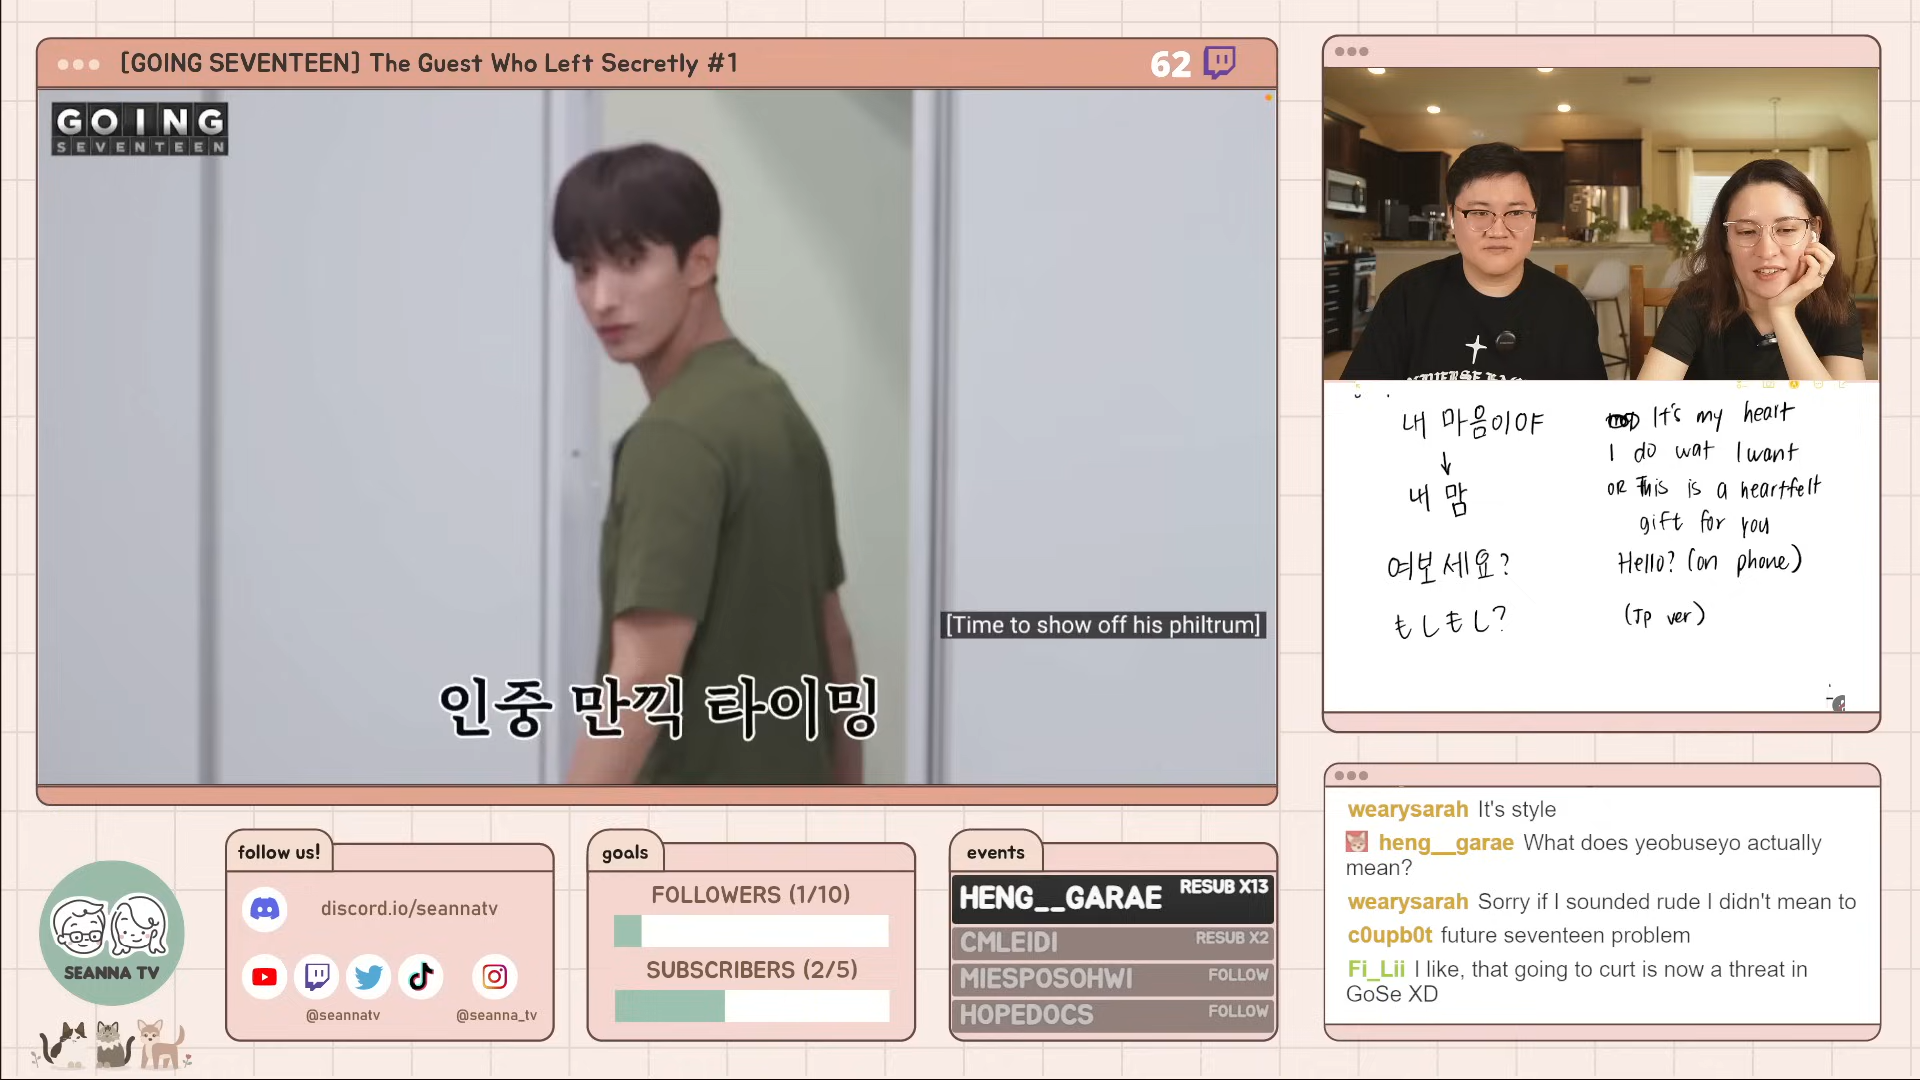 [GOING SEVENTEEN] The Guest Who Left Secretly #1
62
GOING
SEVENTEEN
[Time to show off his philtrum]
인중 만끽 타이밍
내 마음이야
It's my heart
I do wat I want
내 맘
OR This is a heartfelt
gift for you
여보세요?
Hello? (on phone)
もしもし?
(Jp ver)
wearysarah It's style
heng__garae What does yeobuseyo actually
mean?
wearysarah Sorry if I sounded rude I didn't mean to
c0upb0t future seventeen problem
Fi_Lii I like, that going to curt is now a threat in
GoSe XD
SEANNA TV
follow us!
discord.io/seannatv
@seannatv
@seanna_tv
goals
FOLLOWERS (1/10)
SUBSCRIBERS (2/5)
events
HENG__GARAE RESUB X13
CMLEIDI RESUB X2
MIESPOSOHWI FOLLOW
HOPEDOCS FOLLOW